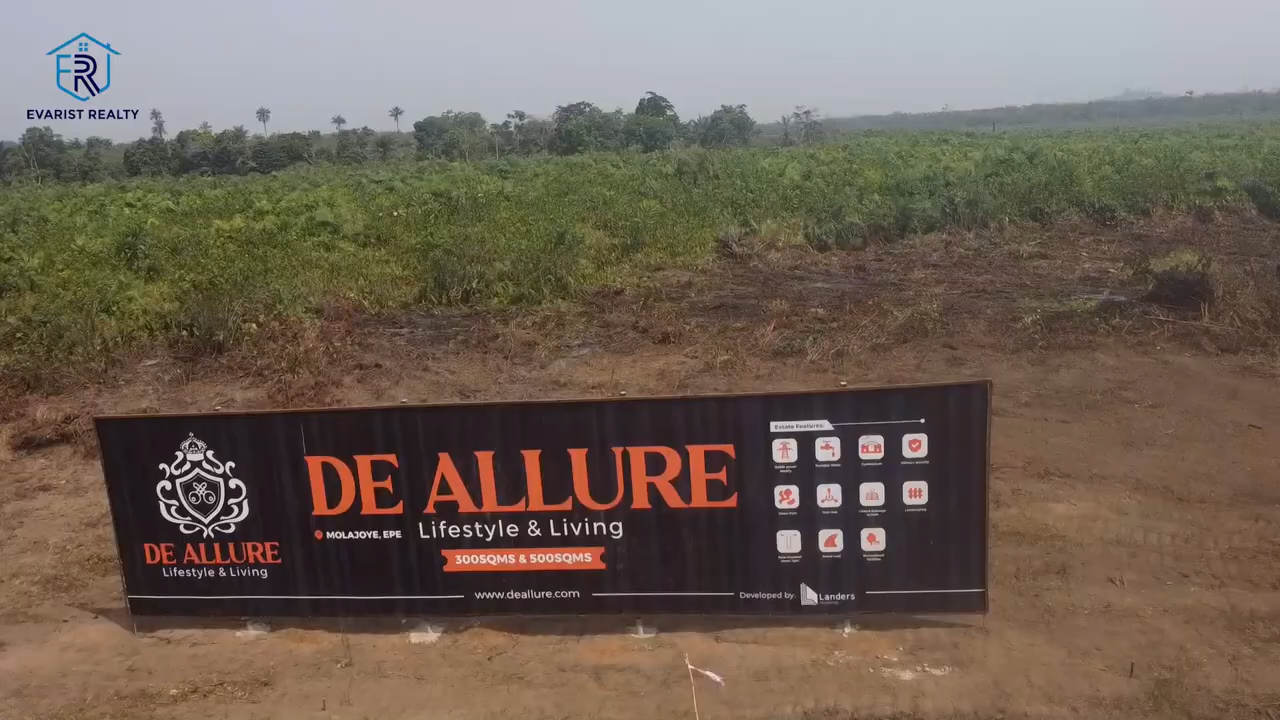 EVARIST REALTY
DE ALLURE
Lifestyle & Living
DE ALLURE
MOLAJOYE, EPE
Lifestyle & Living
300SQMS & 500SQMS
www.deallure.com
Estate Features:
Developed by:
Landers